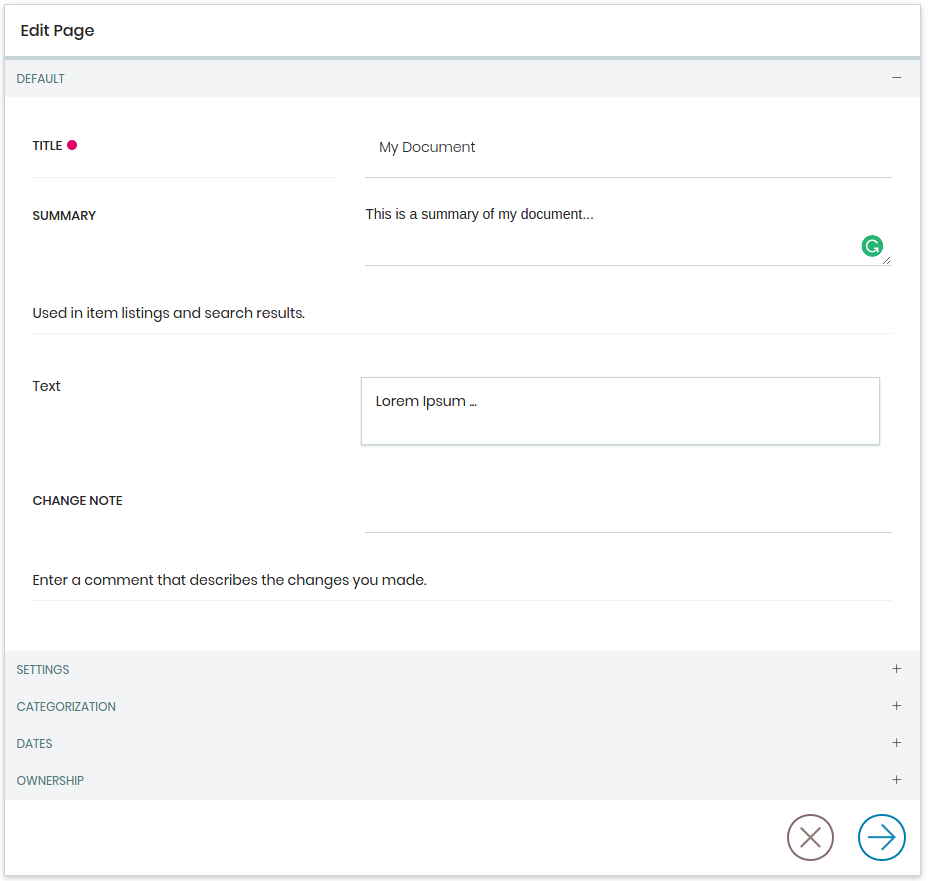 Edit Page
DEFAULT
TITLE
My Document
SUMMARY
This is a summary of my document...
Used in item listings and search results.
Text
Lorem Ipsum ...
CHANGE NOTE
Enter a comment that describes the changes you made.
SETTINGS
CATEGORIZATION
DATES
OWNERSHIP